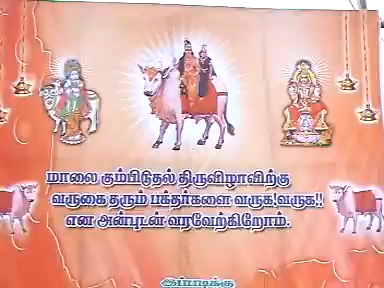 மாலை கும்பிடுதல் திருவிழாவிற்கு
வருகை தரும் பக்தர்களை வருக!வருக!!
என அன்புடன் வரவேற்கிறோம்.
இப்படிக்கு